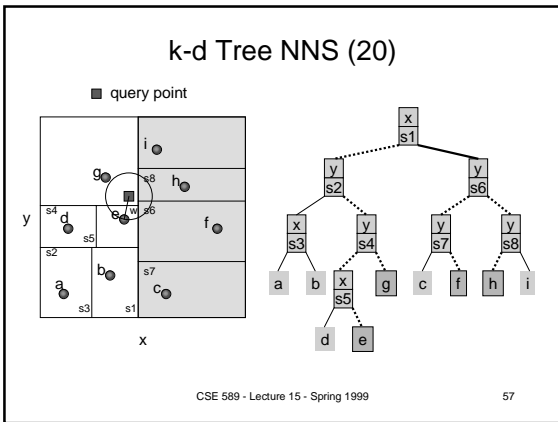 k-d Tree NNS (20)
query point
y
x
i
g
s8
h
s4
e
w
s6
d
s5
f
s2
b
s7
a
s3
s1
c
x
s1
y
s2
y
s6
x
s3
y
s4
y
s7
y
s8
a
b
x
s5
g
c
f
h
i
d
e
CSE 589 - Lecture 15 - Spring 1999
57